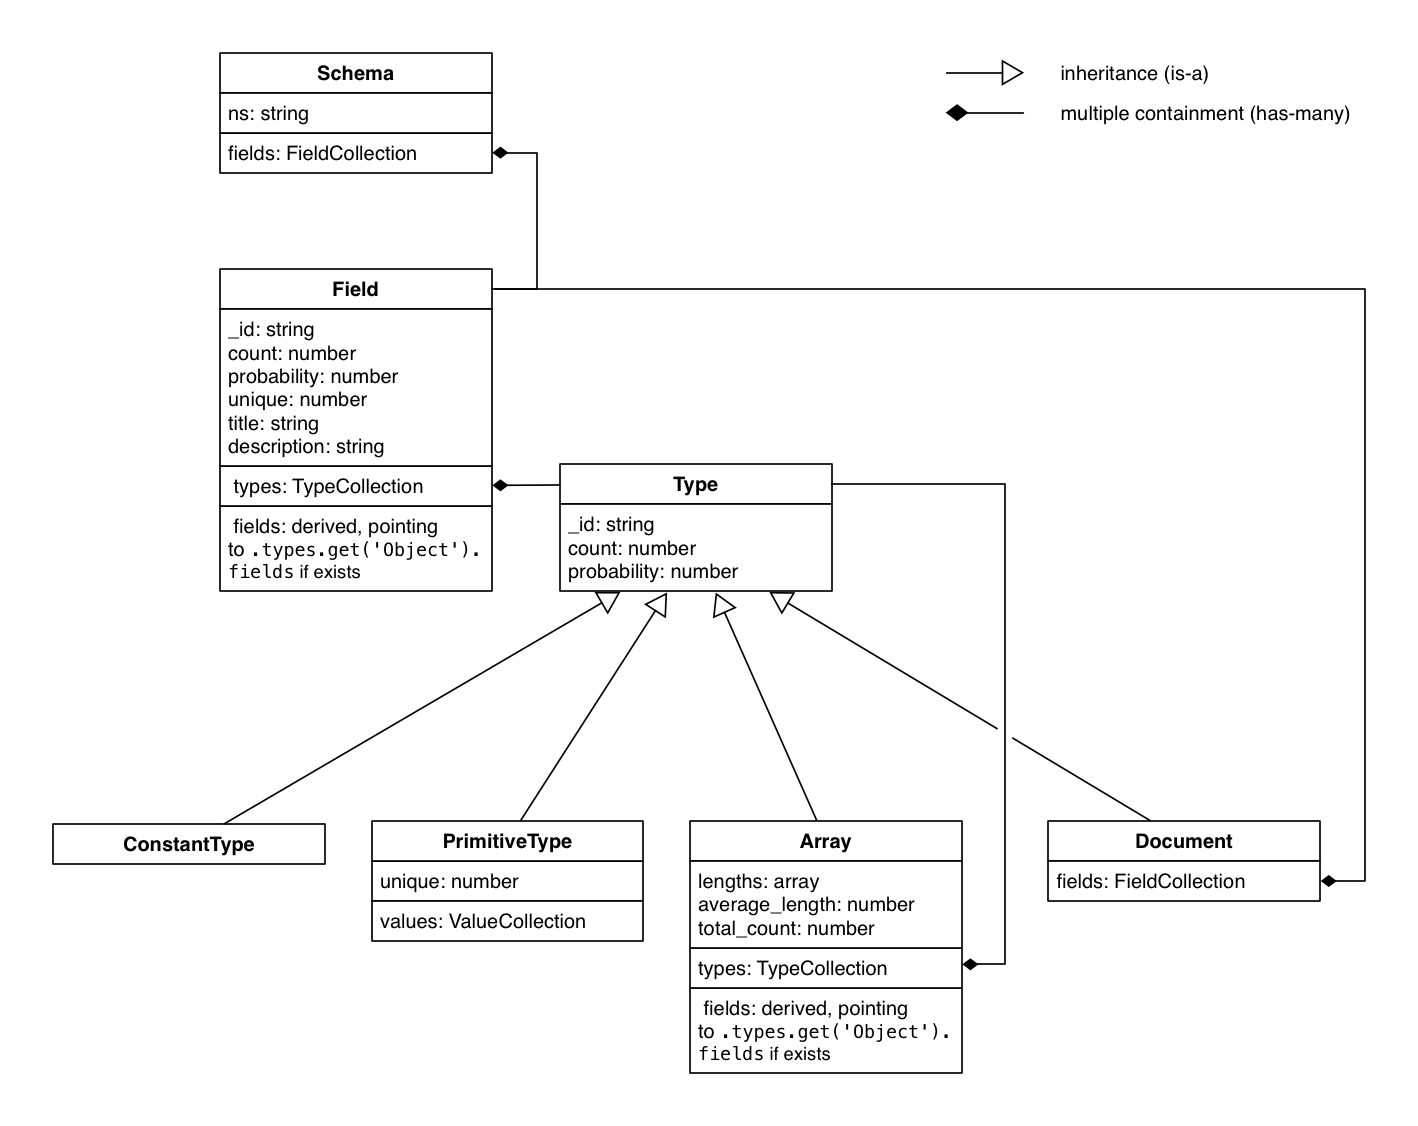 Schema
ns: string
fields: FieldCollection
inheritance (is-a)
multiple containment (has-many)
Field
_id: string
count: number
probability: number
unique: number
title: string
description: string
types: TypeCollection
fields: derived, pointing
to .types.get('Object').
fields if exists
Type
_id: string
count: number
probability: number
ConstantType
PrimitiveType
unique: number
values: ValueCollection
Array
lengths: array
average_length: number
total_count: number
types: TypeCollection
fields: derived, pointing
to .types.get('Object').
fields if exists
Document
fields: FieldCollection